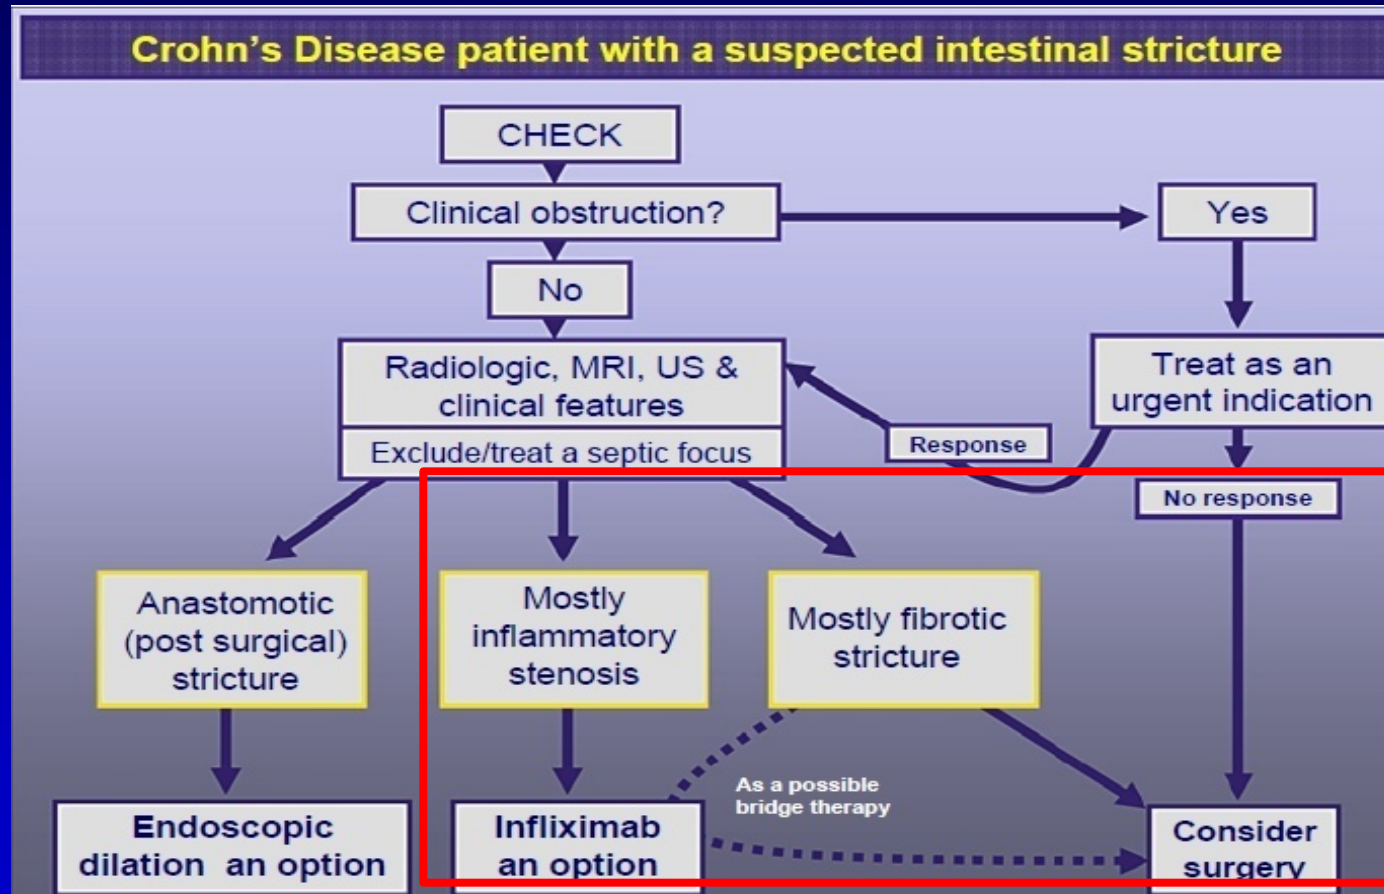 Crohn's Disease patient with a suspected intestinal stricture
CHECK
Clinical obstruction?
Yes
No
Radiologic, MRI, US &
clinical features
Exclude/treat a septic focus
Treat as an
urgent indication
Response
No response
Anastomotic
(post surgical)
stricture
Mostly
inflammatory
stenosis
Mostly fibrotic
stricture
As a possible
bridge therapy
Endoscopic
dilation an option
Infliximab
an option
Consider
surgery